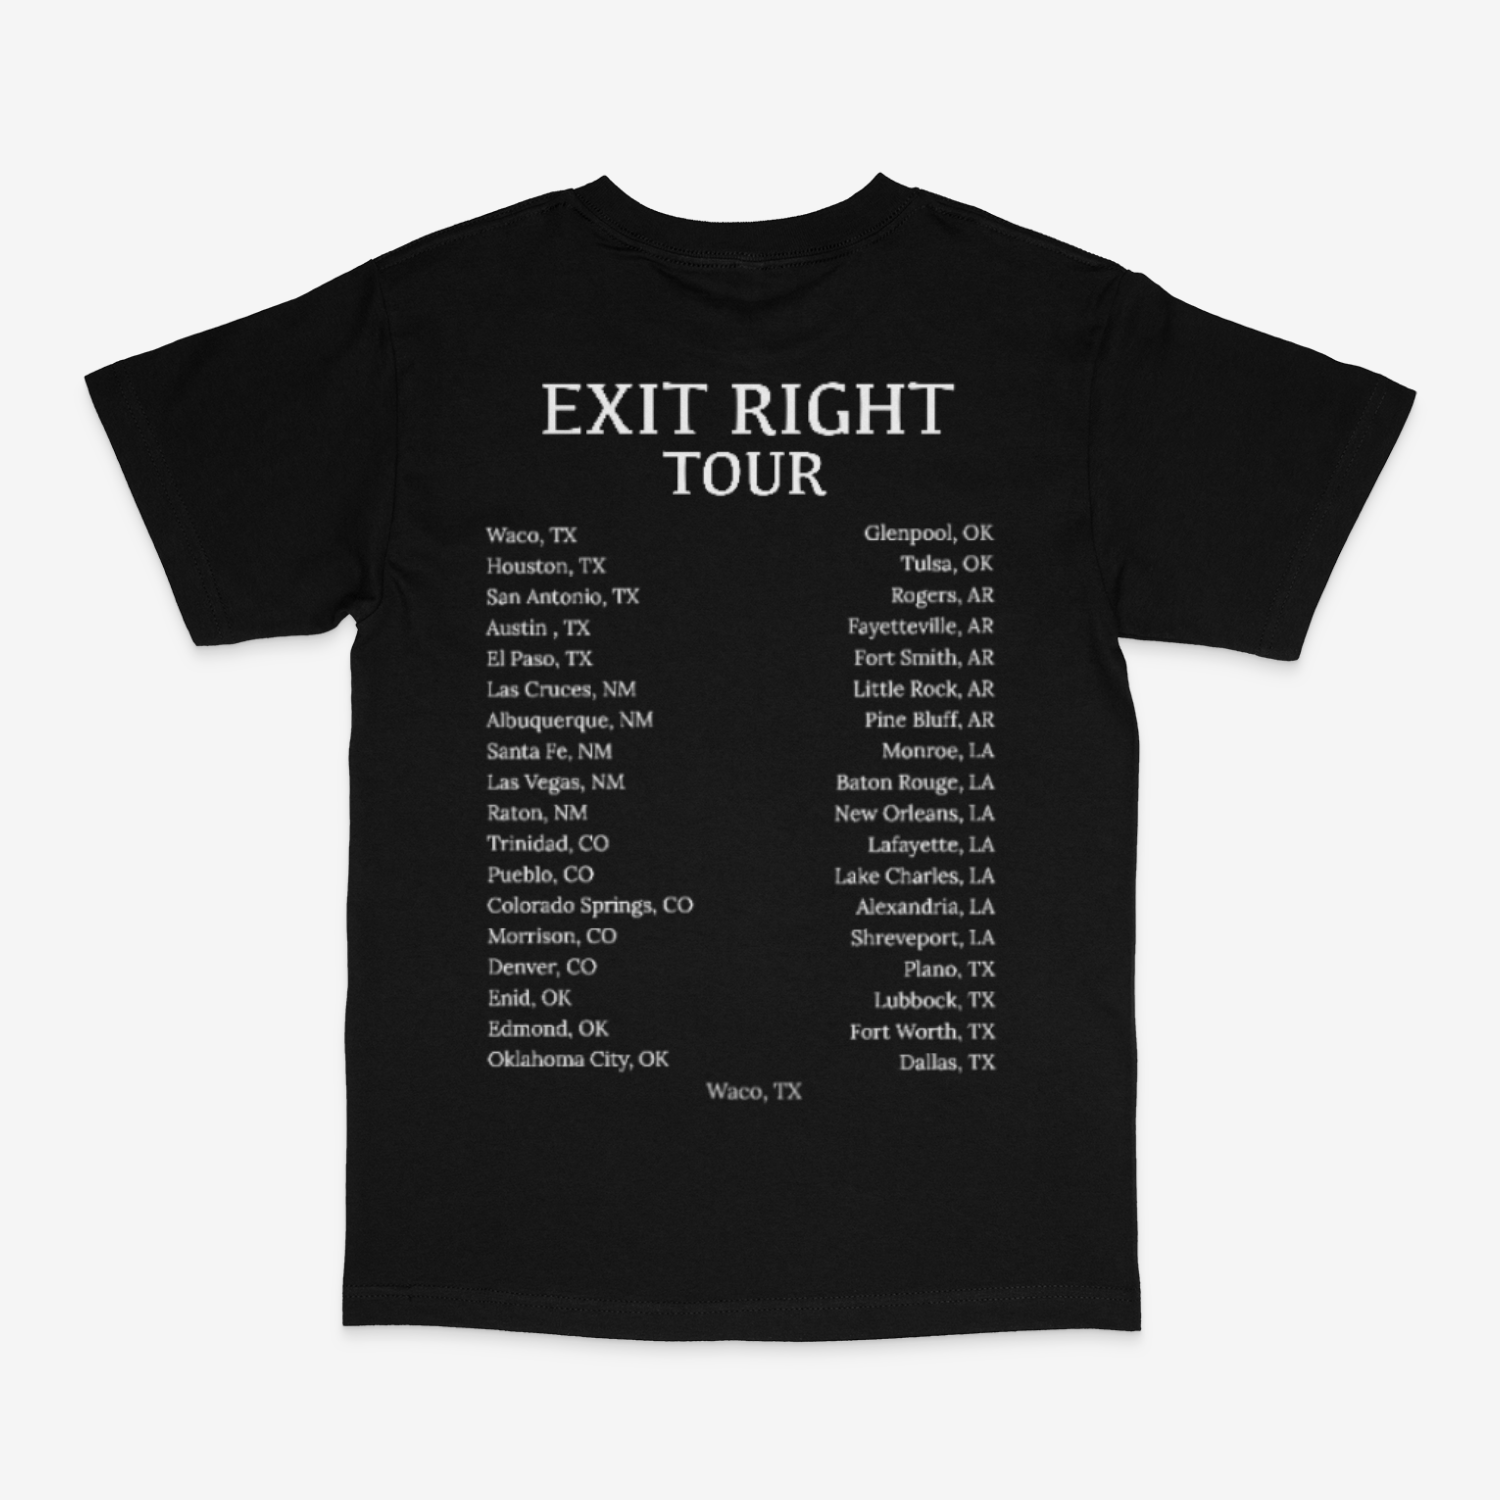 EXIT RIGHT
TOUR
Waco, TX
Houston, TX
San Antonio, TX
Austin , TX
El Paso, TX
Las Cruces, NM
Albuquerque, NM
Santa Fe, NM
Las Vegas, NM
Raton, NM
Trinidad, CO
Pueblo, CO
Colorado Springs, CO
Morrison, CO
Denver, CO
Enid, OK
Edmond, OK
Oklahoma City, OK
Glenpool, OK
Tulsa, OK
Rogers, AR
Fayetteville, AR
Fort Smith, AR
Little Rock, AR
Pine Bluff, AR
Monroe, LA
Baton Rouge, LA
New Orleans, LA
Lafayette, LA
Lake Charles, LA
Alexandria, LA
Shreveport, LA
Plano, TX
Lubbock, TX
Fort Worth, TX
Dallas, TX
Waco, TX